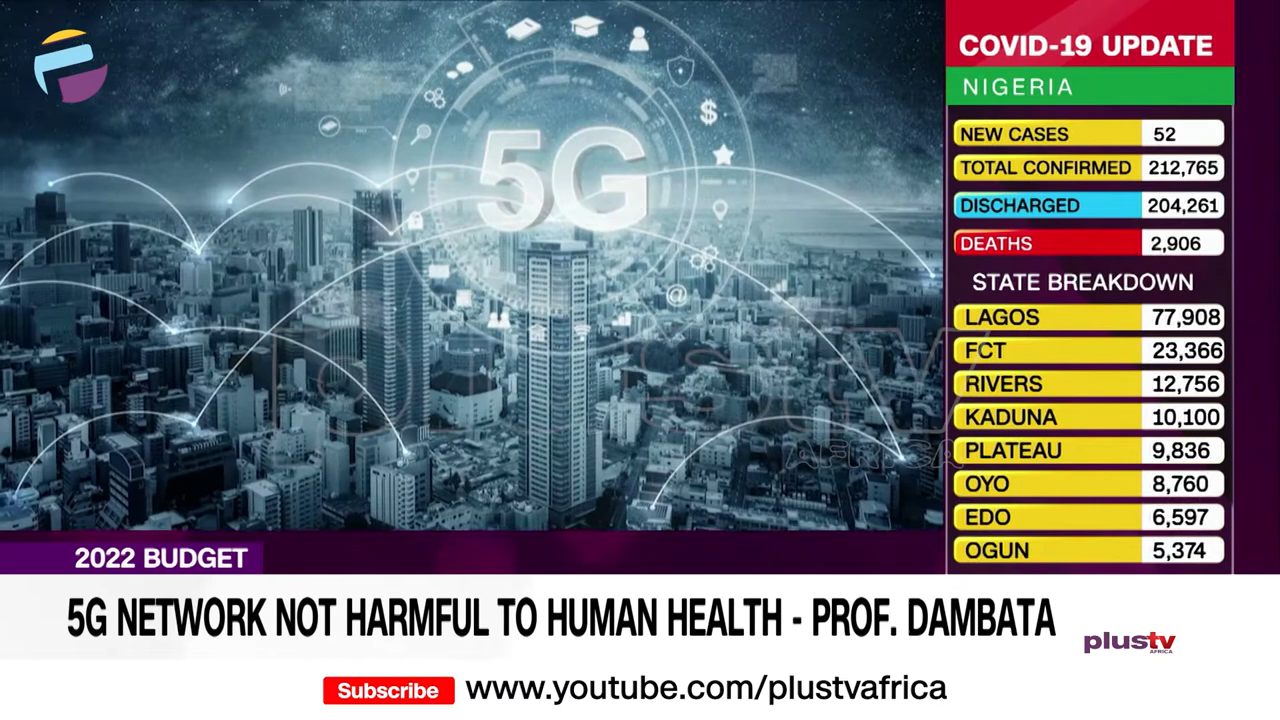 5G
$
@
plustv
AFRICA
COVID-19 UPDATE
NIGERIA
NEW CASES 52
TOTAL CONFIRMED 212,765
DISCHARGED 204,261
DEATHS 2,906
STATE BREAKDOWN
LAGOS 77,908
FCT 23,366
RIVERS 12,756
KADUNA 10,100
PLATEAU 9,836
OYO 8,760
EDO 6,597
OGUN 5,374
2022 BUDGET
5G NETWORK NOT HARMFUL TO HUMAN HEALTH - PROF. DAMBATA
plustv
AFRICA
Subscribe www.youtube.com/plustvafrica